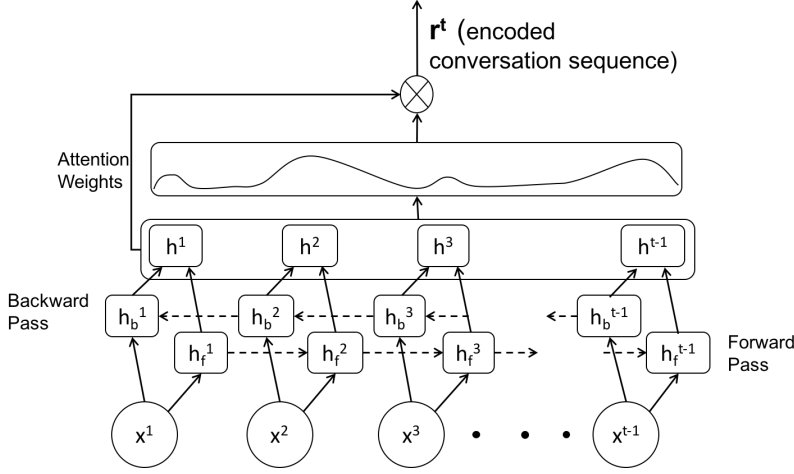 r^t (encoded
conversation sequence)
Attention
Weights
h^1 h^2 h^3 h^t-1
Backward
Pass
h_b^1 h_b^2 h_b^3 h_b^t-1
h_f^1 h_f^2 h_f^3 h_f^t-1
Forward
Pass
x^1 x^2 x^3 • • • x^t-1